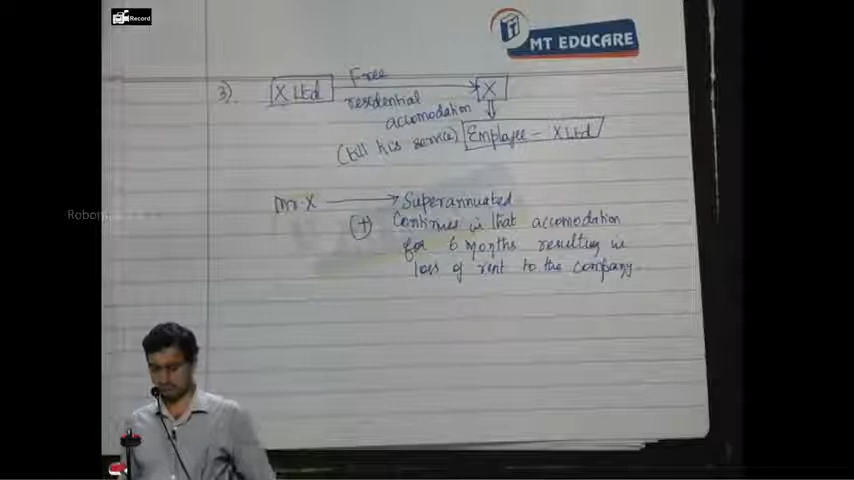 Record
MT EDUCARE
3).
X Ltd
Free
residential
accomodation
X
(till his service)
Employee - X Ltd
Mr. X
Superannuated
+
Continues in that accomodation
for 6 months resulting in
loss of rent to the company